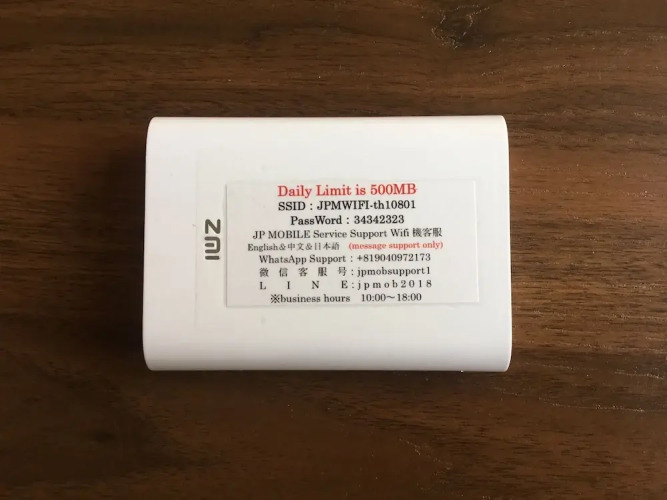 ZMI
Daily Limit is 500MB
SSID : JPMWIFI-th10801
PassWord : 34342323
JP MOBILE Service Support Wifi 機客服
English＆中文＆日本語 (message support only)
WhatsApp Support : +819040972173
微信客服号 : jpmobsupport1
LINE : jpmob2018
※business hours 10:00～18:00